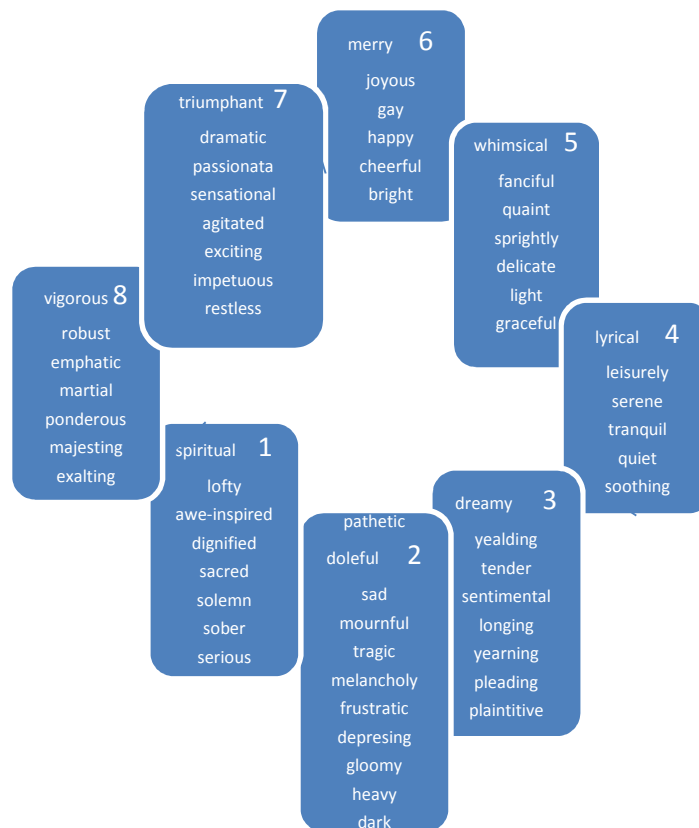 merry 6
joyous
gay
happy
cheerful
bright
triumphant 7
dramatic
passionata
sensational
agitated
exciting
impetuous
restless
whimsical 5
fanciful
quaint
sprightly
delicate
light
graceful
vigorous 8
robust
emphatic
martial
ponderous
majesting
exalting
lyrical 4
leisurely
serene
tranquil
quiet
soothing
spiritual 1
lofty
awe-inspired
dignified
sacred
solemn
sober
serious
pathetic
doleful 2
sad
mournful
tragic
melancholy
frustratic
depresing
gloomy
heavy
dark
dreamy 3
yealding
tender
sentimental
longing
yearning
pleading
plaintitive